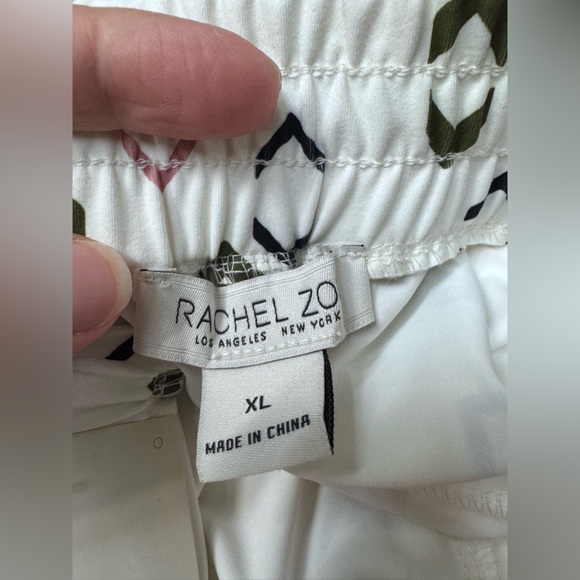 RACHEL ZO
LOS ANGELES NEW YORK
XL
MADE IN CHINA